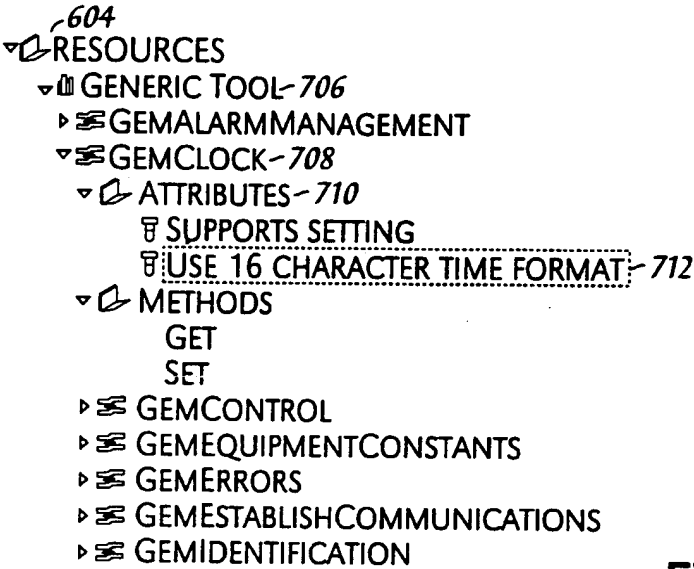 604
RESOURCES
GENERIC TOOL 706
GEMALARMMANAGEMENT
GEMCLOCK 708
ATTRIBUTES 710
SUPPORTS SETTING
USE 16 CHARACTER TIME FORMAT 712
METHODS
GET
SET
GEMCONTROL
GEMEQUIPMENTCONSTANTS
GEMERRORS
GEMESTABLISHCOMMUNICATIONS
GEMIDENTIFICATION